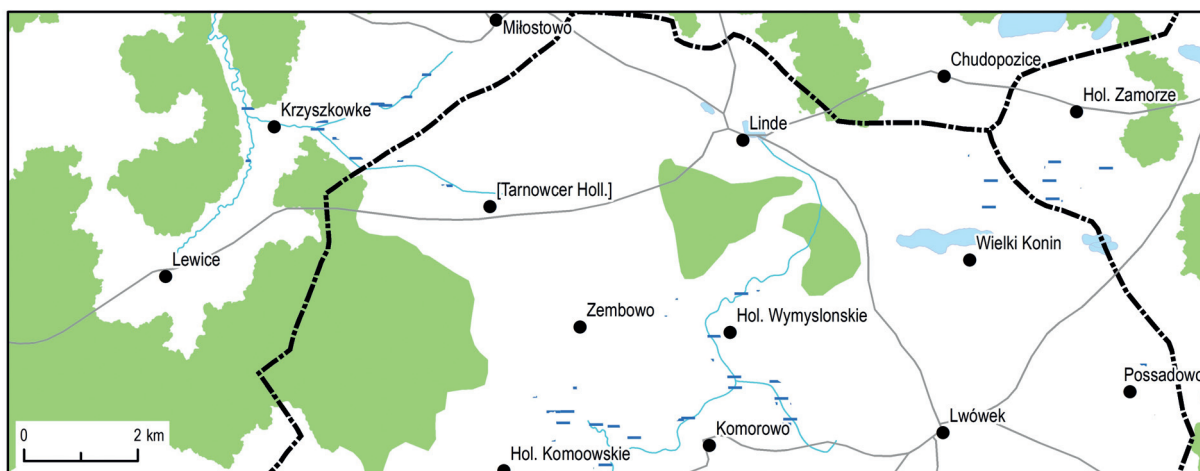 Miłostowo
Chudopozice
Hol. Zamorze
Krzyszkowke
Linde
[Tarnowcer Holl.]
Wielki Konin
Lewice
Zembowo
Hol. Wymyslonskie
Possadowo
Lwówek
Komorowo
Hol. Komoowskie
0 2 km